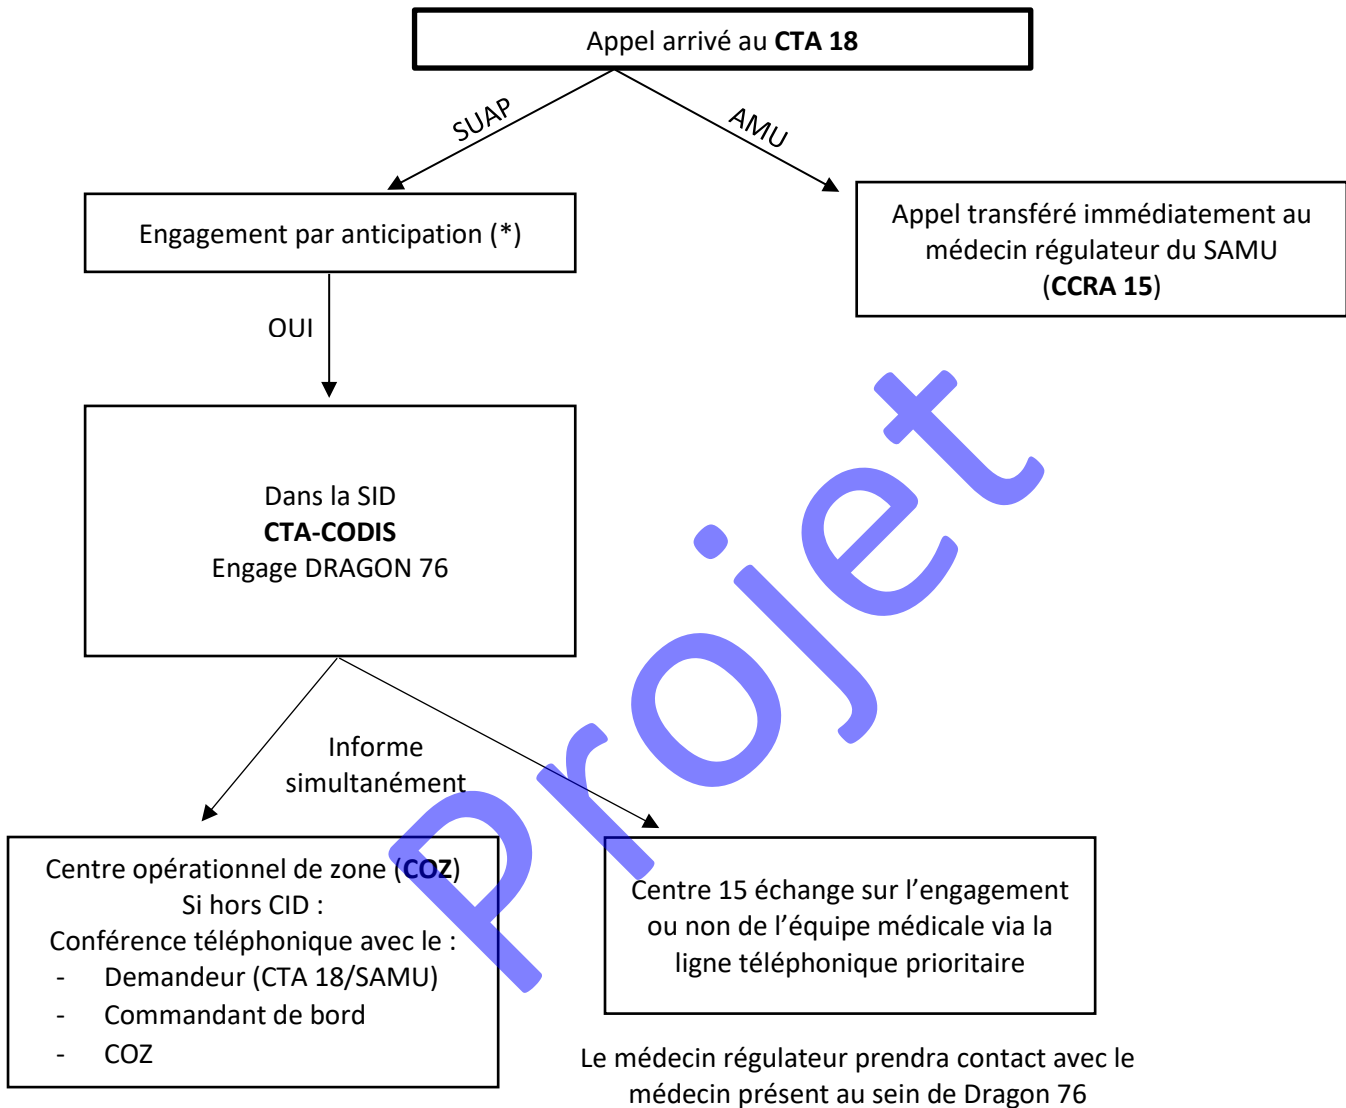 Appel arrivé au CTA 18
SUAP
AMU
Engagement par anticipation (*)
Appel transféré immédiatement au
médecin régulateur du SAMU
(CCRA 15)
OUI
Dans la SID
CTA-CODIS
Engage DRAGON 76
Informe
simultanément
Centre opérationnel de zone (COZ)
Si hors CID :
Conférence téléphonique avec le :
- Demandeur (CTA 18/SAMU)
- Commandant de bord
- COZ
Centre 15 échange sur l’engagement
ou non de l’équipe médicale via la
ligne téléphonique prioritaire
Le médecin régulateur prendra contact avec le
médecin présent au sein de Dragon 76
Projet